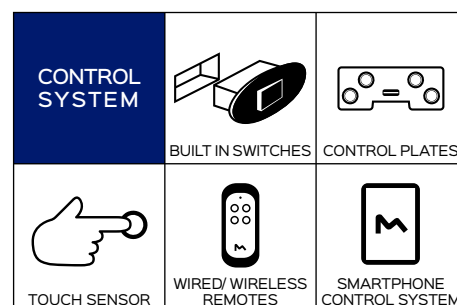 CONTROL
SYSTEM
BUILT IN SWITCHES
CONTROL PLATES
TOUCH SENSOR
WIRED/ WIRELESS
REMOTES
SMARTPHONE
CONTROL SYSTEM